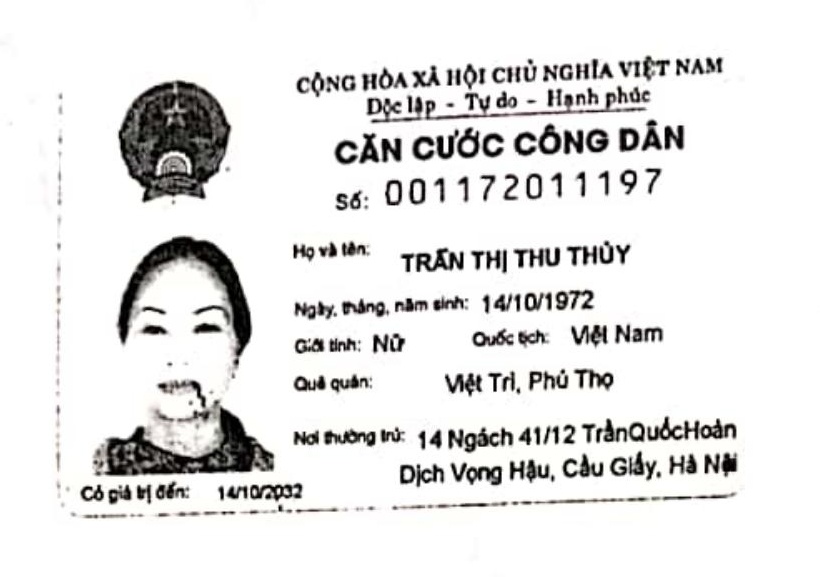 CỘNG HÒA XÃ HỘI CHỦ NGHĨA VIỆT NAM
Độc lập - Tự do - Hạnh phúc
CĂN CƯỚC CÔNG DÂN
Số: 001172011197
Họ và tên: TRẦN THỊ THU THỦY
Ngày, tháng, năm sinh: 14/10/1972
Giới tính: Nữ Quốc tịch: Việt Nam
Quê quán: Việt Trì, Phú Thọ
Nơi thường trú: 14 Ngách 41/12 TrầnQuốcHoàn
Dịch Vọng Hậu, Cầu Giấy, Hà Nội
Có giá trị đến: 14/10/2032